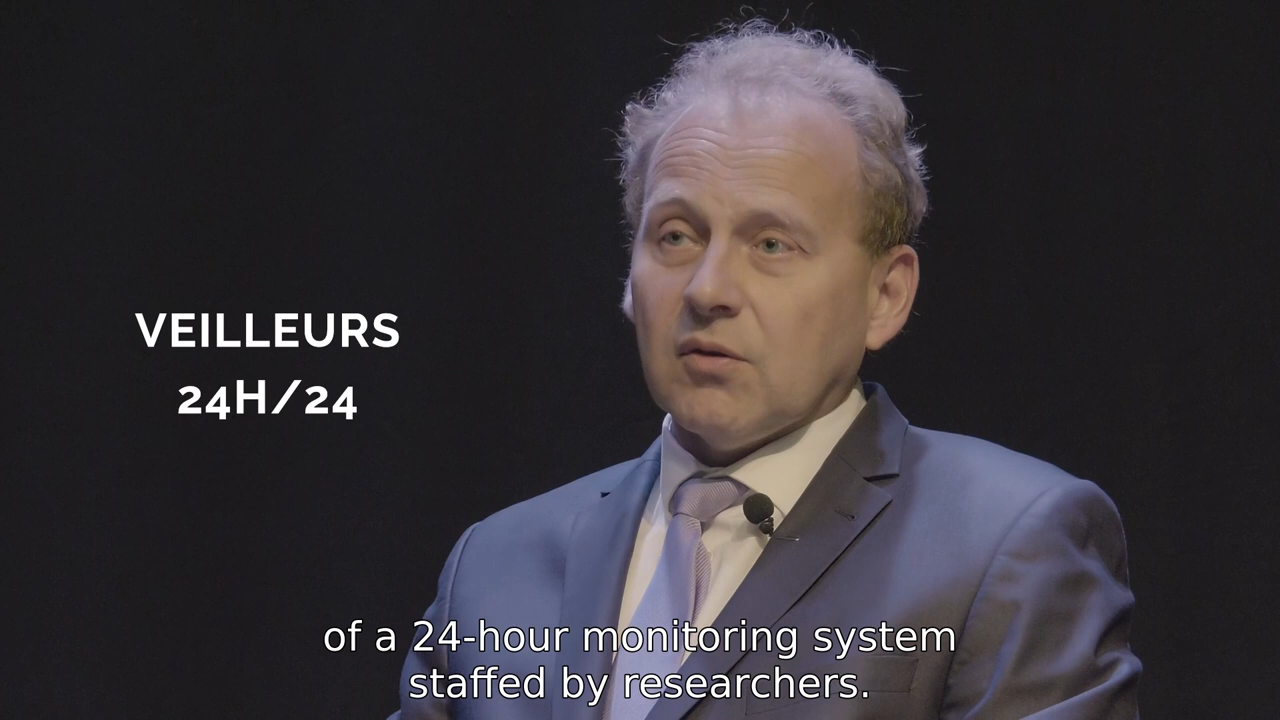 VEILLEURS
24H/24
of a 24-hour monitoring system
staffed by researchers.